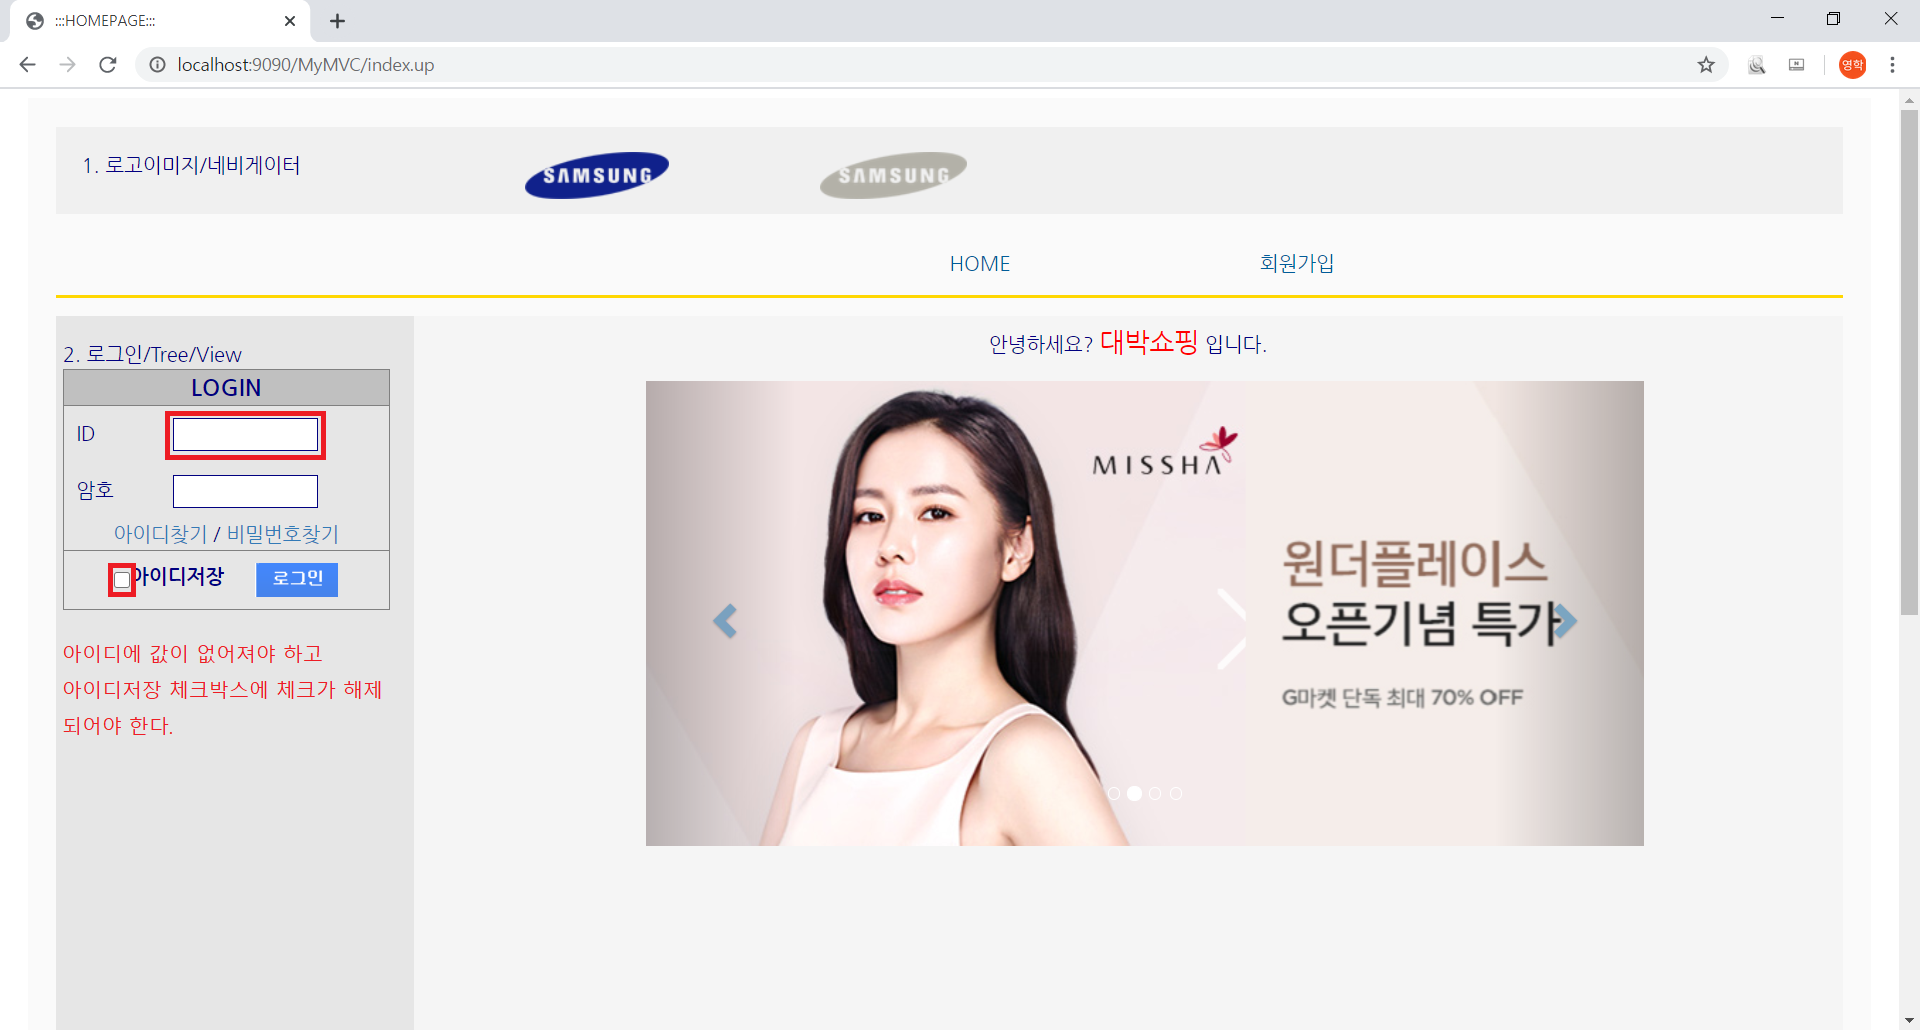 :::HOMEPAGE:::
localhost:9090/MyMVC/index.up
영학
1. 로고이미지/네비게이터
SAMSUNG
SAMSUNG
HOME
회원가입
2. 로그인/Tree/View
LOGIN
ID
암호
아이디찾기 / 비밀번호찾기
아이디저장
로그인
아이디에 값이 없어져야 하고
아이디저장 체크박스에 체크가 해제
되어야 한다.
안녕하세요? 대박쇼핑 입니다.
MISSHA
원더플레이스
오픈기념 특가
G마켓 단독 최대 70% OFF